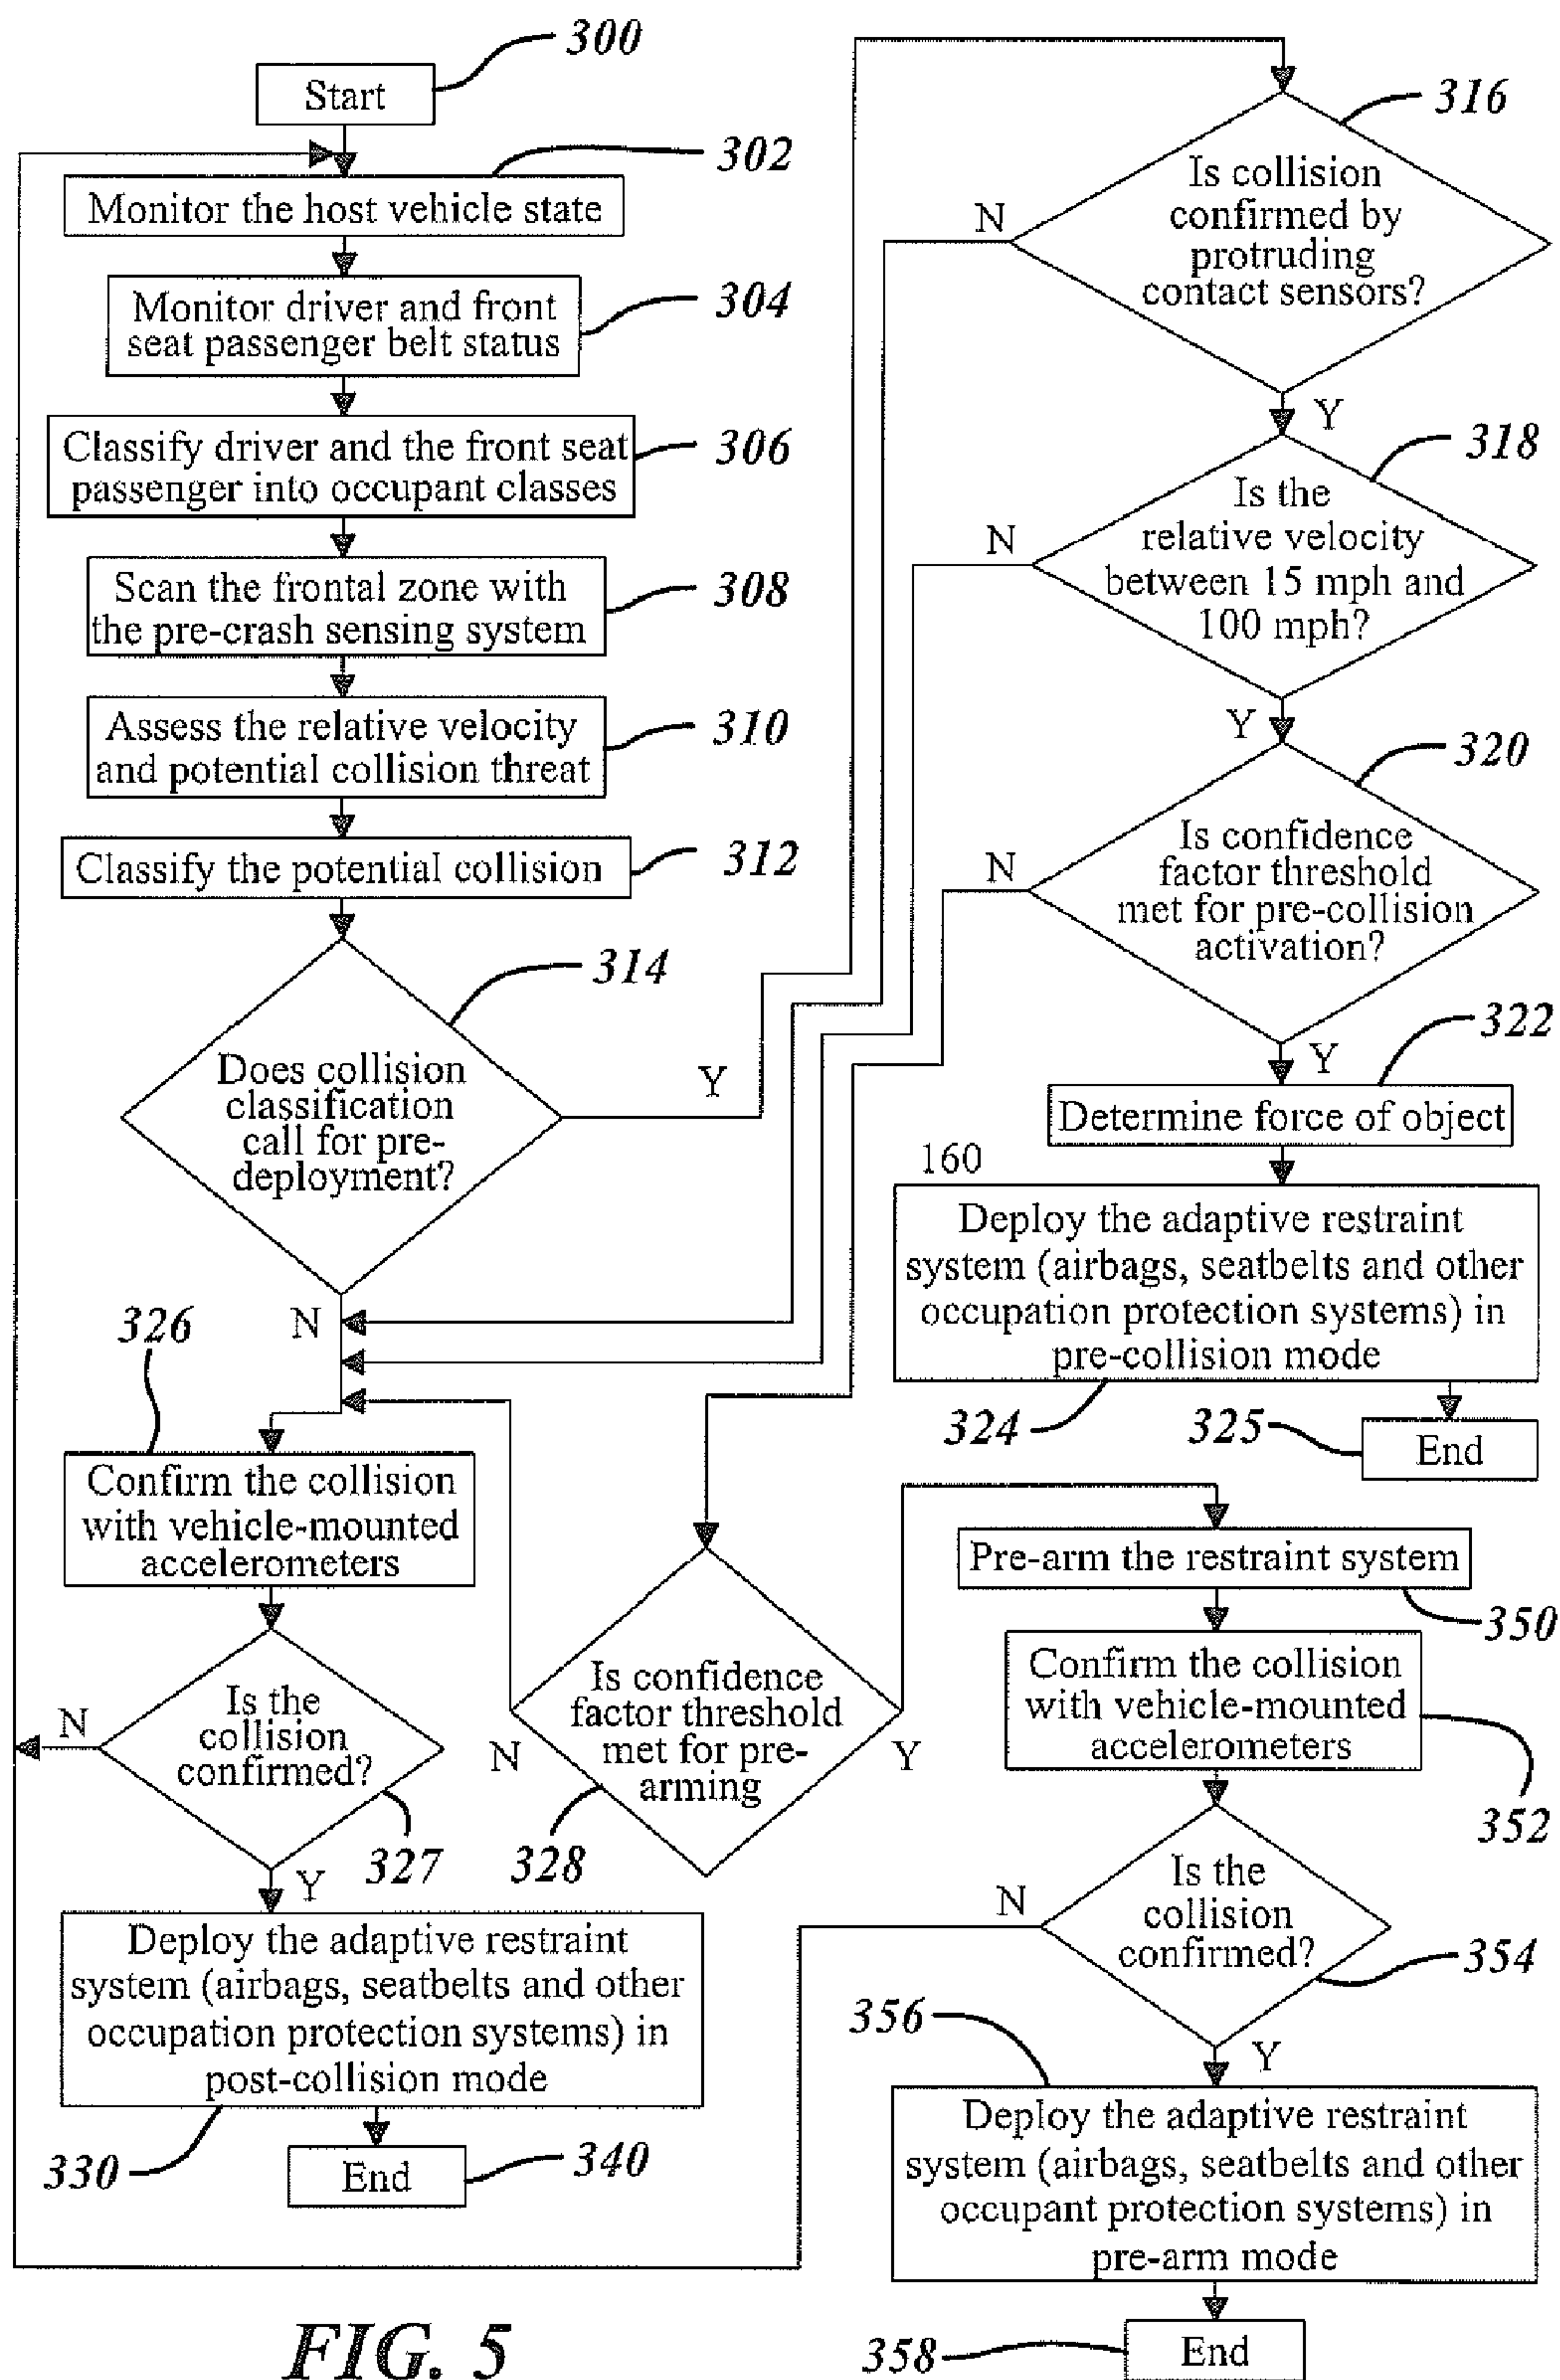 300
Start
302
Monitor the host vehicle state
304
Monitor driver and front
seat passenger belt status
306
Classify driver and the front seat
passenger into occupant classes
308
Scan the frontal zone with
the pre-crash sensing system
310
Assess the relative velocity
and potential collision threat
312
Classify the potential collision
314
Does collision
classification
call for pre-
deployment?
Y
N
316
Is collision
confirmed by
protruding
contact sensors?
N
Y
318
Is the
relative velocity
between 15 mph and
100 mph?
N
Y
320
Is confidence
factor threshold
met for pre-collision
activation?
N
Y
322
Determine force of object
160
Deploy the adaptive restraint
system (airbags, seatbelts and other
occupation protection systems) in
pre-collision mode
324
325
End
326
Confirm the collision
with vehicle-mounted
accelerometers
Is the
collision
confirmed?
N
327
Y
Deploy the adaptive restraint
system (airbags, seatbelts and other
occupation protection systems) in
post-collision mode
330
End
340
Is confidence
factor threshold
met for pre-
arming
N
Y
328
Pre-arm the restraint system
350
Confirm the collision
with vehicle-mounted
accelerometers
352
Is the
collision
confirmed?
N
354
Y
356
Deploy the adaptive restraint
system (airbags, seatbelts and other
occupant protection systems) in
pre-arm mode
358
End
FIG. 5